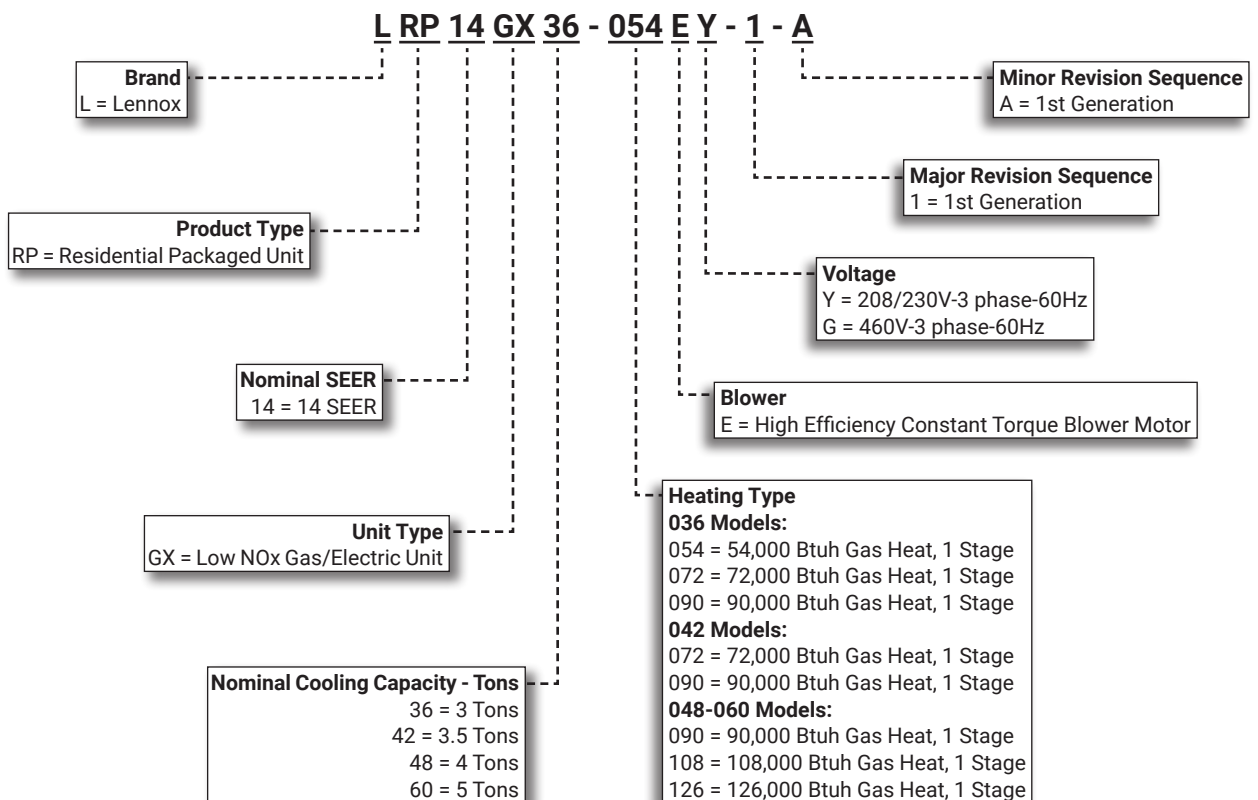 L RP 14 GX 36 - 054 E Y - 1 - A
Brand
L = Lennox
Product Type
RP = Residential Packaged Unit
Nominal SEER
14 = 14 SEER
Unit Type
GX = Low NOx Gas/Electric Unit
Nominal Cooling Capacity - Tons
36 = 3 Tons
42 = 3.5 Tons
48 = 4 Tons
60 = 5 Tons
Minor Revision Sequence
A = 1st Generation
Major Revision Sequence
1 = 1st Generation
Voltage
Y = 208/230V-3 phase-60Hz
G = 460V-3 phase-60Hz
Blower
E = High Efficiency Constant Torque Blower Motor
Heating Type
036 Models:
054 = 54,000 Btuh Gas Heat, 1 Stage
072 = 72,000 Btuh Gas Heat, 1 Stage
090 = 90,000 Btuh Gas Heat, 1 Stage
042 Models:
072 = 72,000 Btuh Gas Heat, 1 Stage
090 = 90,000 Btuh Gas Heat, 1 Stage
048-060 Models:
090 = 90,000 Btuh Gas Heat, 1 Stage
108 = 108,000 Btuh Gas Heat, 1 Stage
126 = 126,000 Btuh Gas Heat, 1 Stage